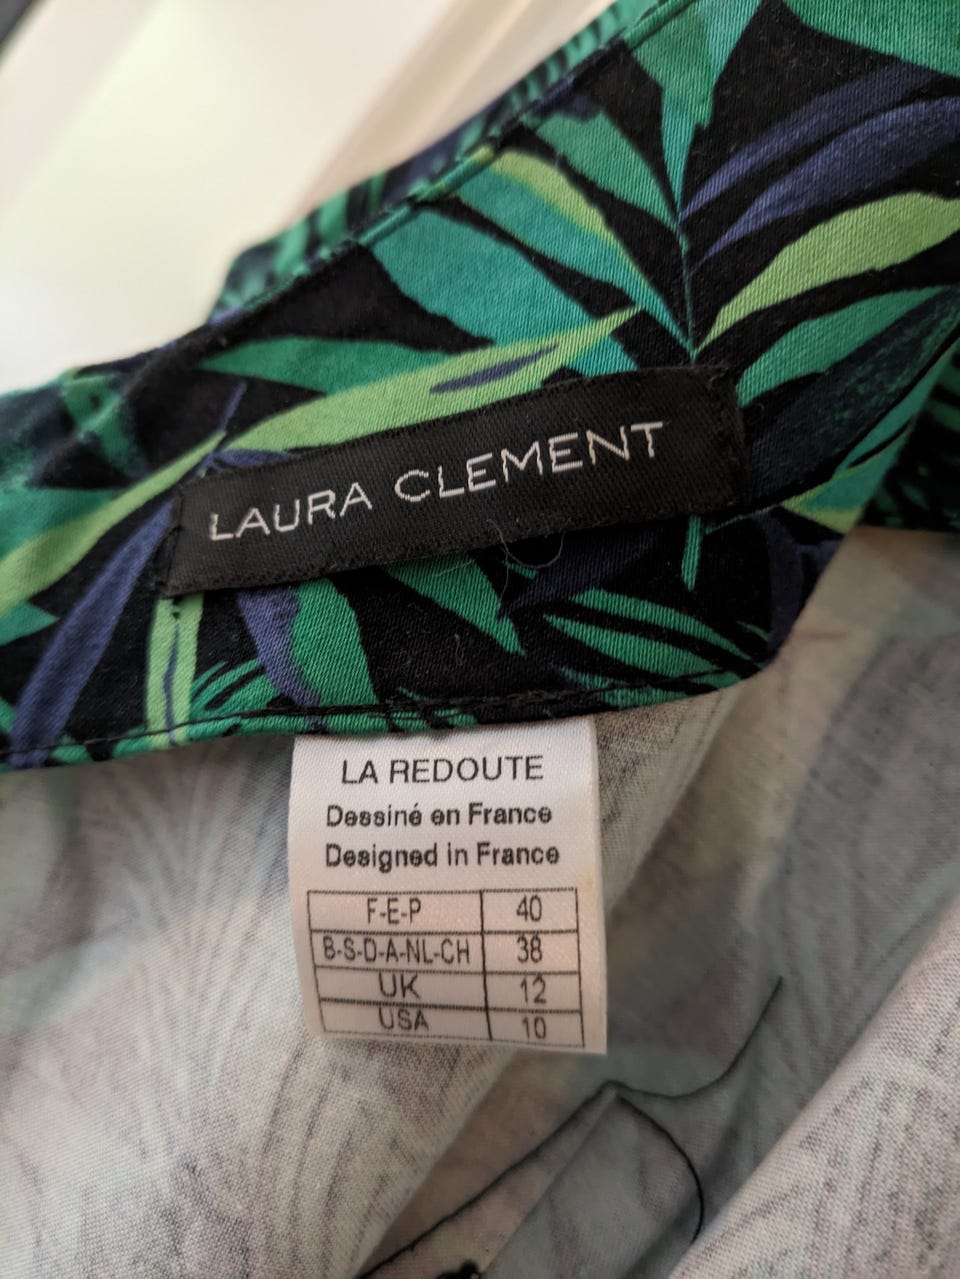 LAURA CLEMENT
LA REDOUTE
Dessiné en France
Designed in France
F-E-P 40
B-S-D-A-NL-CH 38
UK 12
USA 10